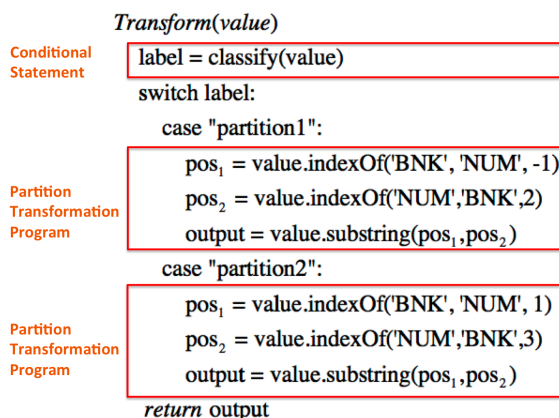 Transform(value)
Conditional
Statement
label = classify(value)
switch label:
case "partition1":
Partition
Transformation
Program
pos₁ = value.indexOf('BNK', 'NUM', -1)
pos₂ = value.indexOf('NUM','BNK',2)
output = value.substring(pos₁,pos₂)
case "partition2":
Partition
Transformation
Program
pos₁ = value.indexOf('BNK', 'NUM', 1)
pos₂ = value.indexOf('NUM','BNK',3)
output = value.substring(pos₁,pos₂)
return output